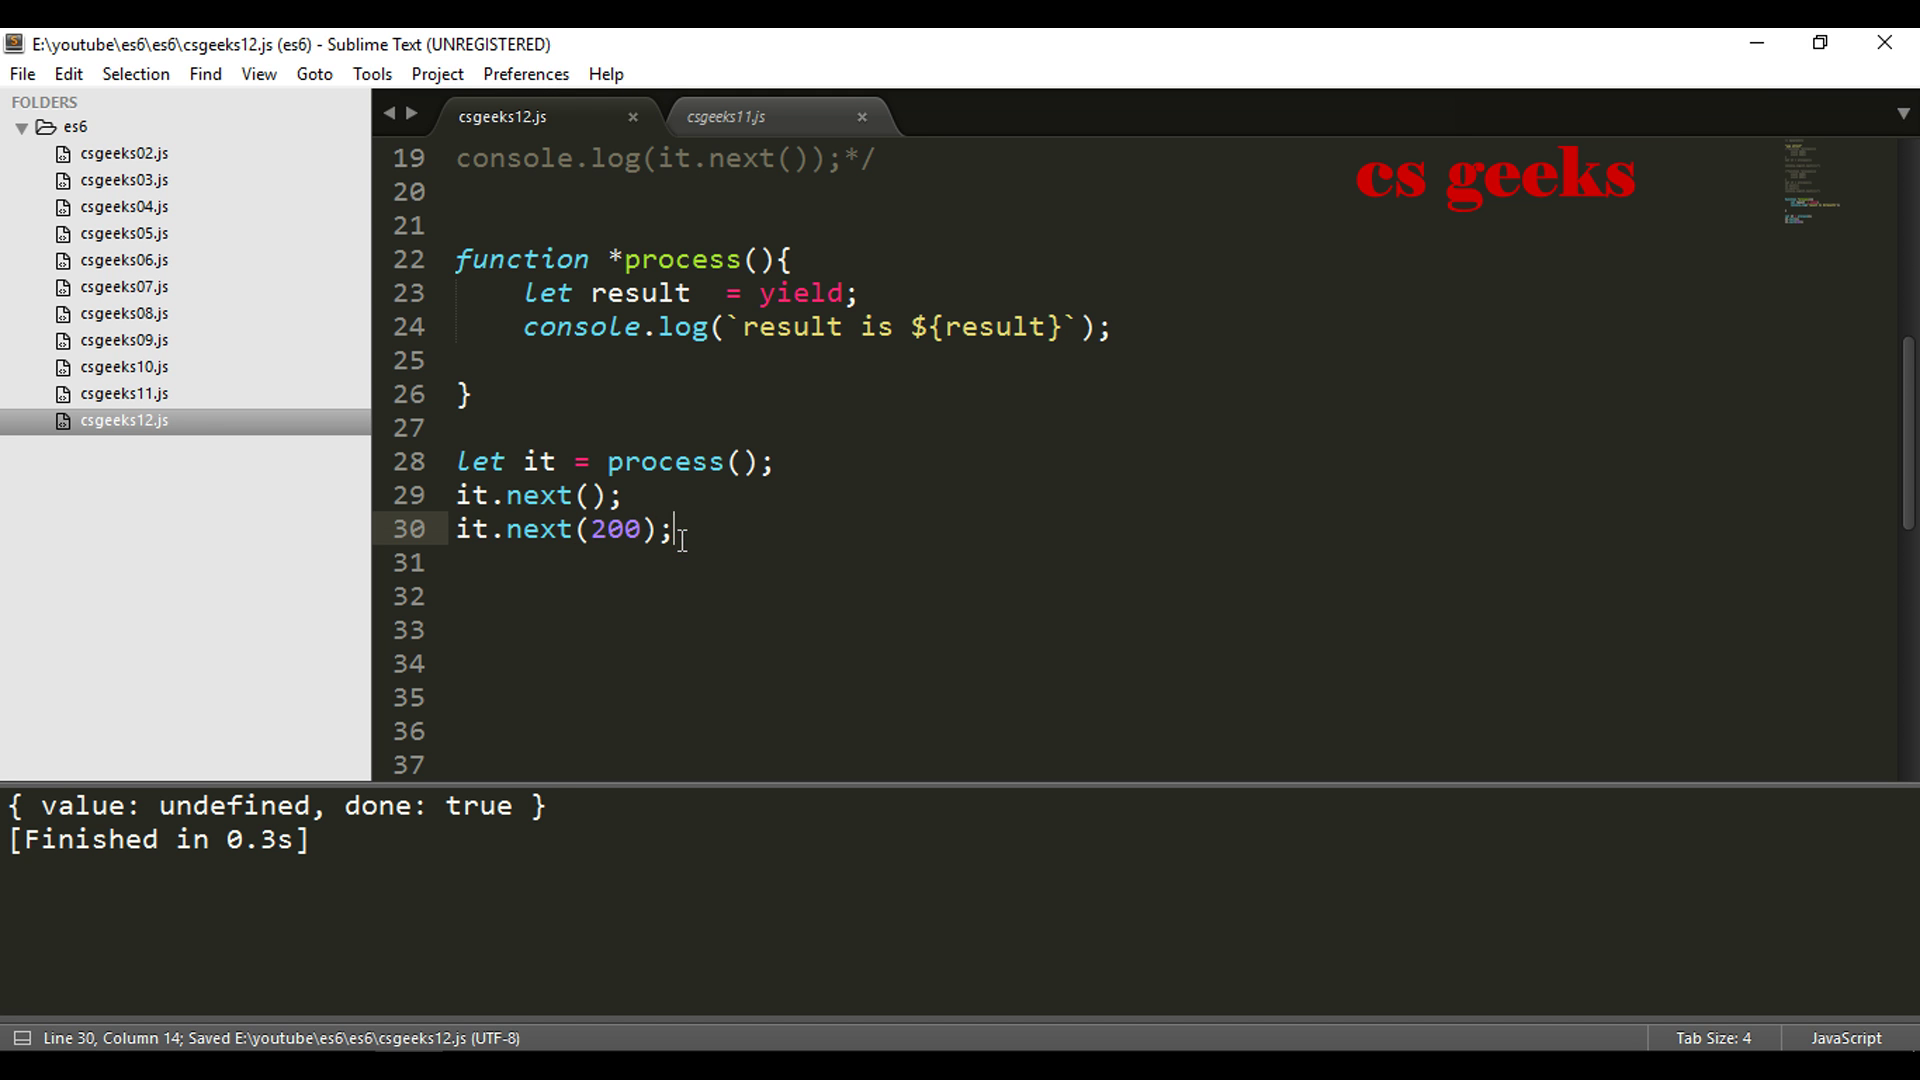 E:\youtube\es6\es6\csgeeks12.js (es6) - Sublime Text (UNREGISTERED)
File Edit Selection Find View Goto Tools Project Preferences Help
FOLDERS
es6
csgeeks02.js
csgeeks03.js
csgeeks04.js
csgeeks05.js
csgeeks06.js
csgeeks07.js
csgeeks08.js
csgeeks09.js
csgeeks10.js
csgeeks11.js
csgeeks12.js
csgeeks12.js csgeeks11.js
cs geeks
19 console.log(it.next());*/
20
21
22 function *process(){
23     let result  = yield;
24     console.log(`result is ${result}`);
25
26 }
27
28 let it = process();
29 it.next();
30 it.next(200);
31
32
33
34
35
36
37
{ value: undefined, done: true }
[Finished in 0.3s]
Line 30, Column 14; Saved E:\youtube\es6\es6\csgeeks12.js (UTF-8) Tab Size: 4 JavaScript